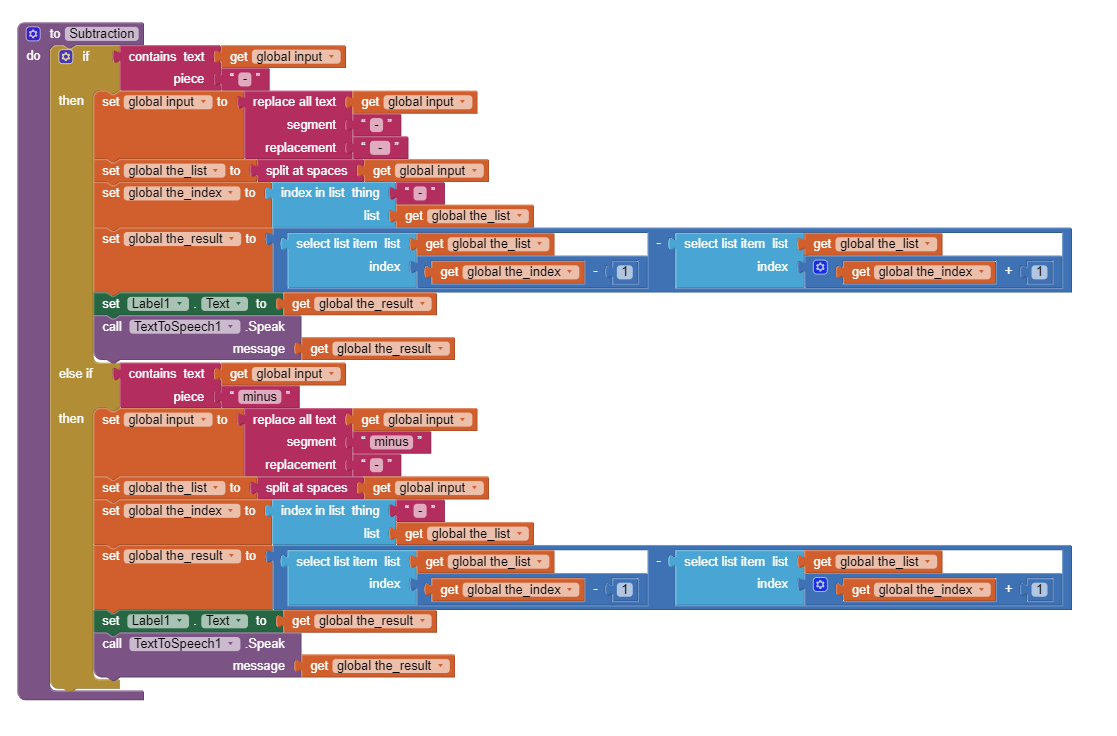 to Subtraction
do if contains text get global input
piece " - "
then set global input to replace all text get global input
segment " - "
replacement " - "
set global the_list to split at spaces get global input
set global the_index to index in list thing " - "
list get global the_list
set global the_result to select list item list get global the_list - select list item list get global the_list
index get global the_index - 1 index get global the_index + 1
set Label1 . Text to get global the_result
call TextToSpeech1 .Speak
message get global the_result
else if contains text get global input
piece " minus "
then set global input to replace all text get global input
segment " minus "
replacement " - "
set global the_list to split at spaces get global input
set global the_index to index in list thing " - "
list get global the_list
set global the_result to select list item list get global the_list - select list item list get global the_list
index get global the_index - 1 index get global the_index + 1
set Label1 . Text to get global the_result
call TextToSpeech1 .Speak
message get global the_result